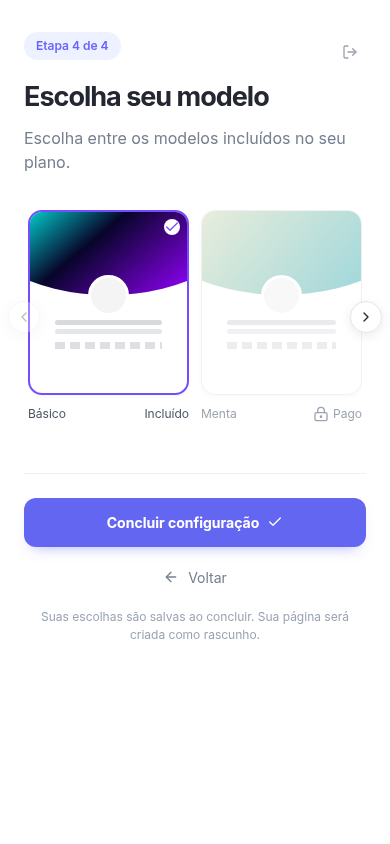 Etapa 4 de 4
Escolha seu modelo
Escolha entre os modelos incluídos no seu
plano.
Básico
Incluído
Menta
Pago
Concluir configuração
Voltar
Suas escolhas são salvas ao concluir. Sua página será
criada como rascunho.